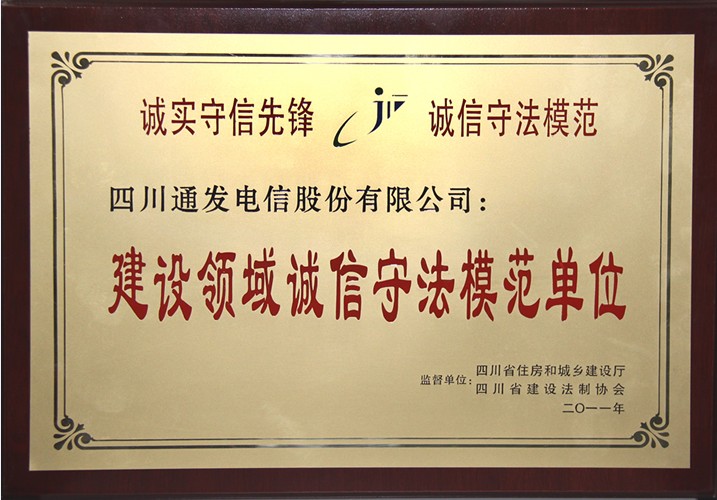 诚实守信先锋 诚信守法模范
四川通发电信股份有限公司：
建设领域诚信守法模范单位
监督单位：四川省住房和城乡建设厅
四川省建设法制协会
二〇一一年